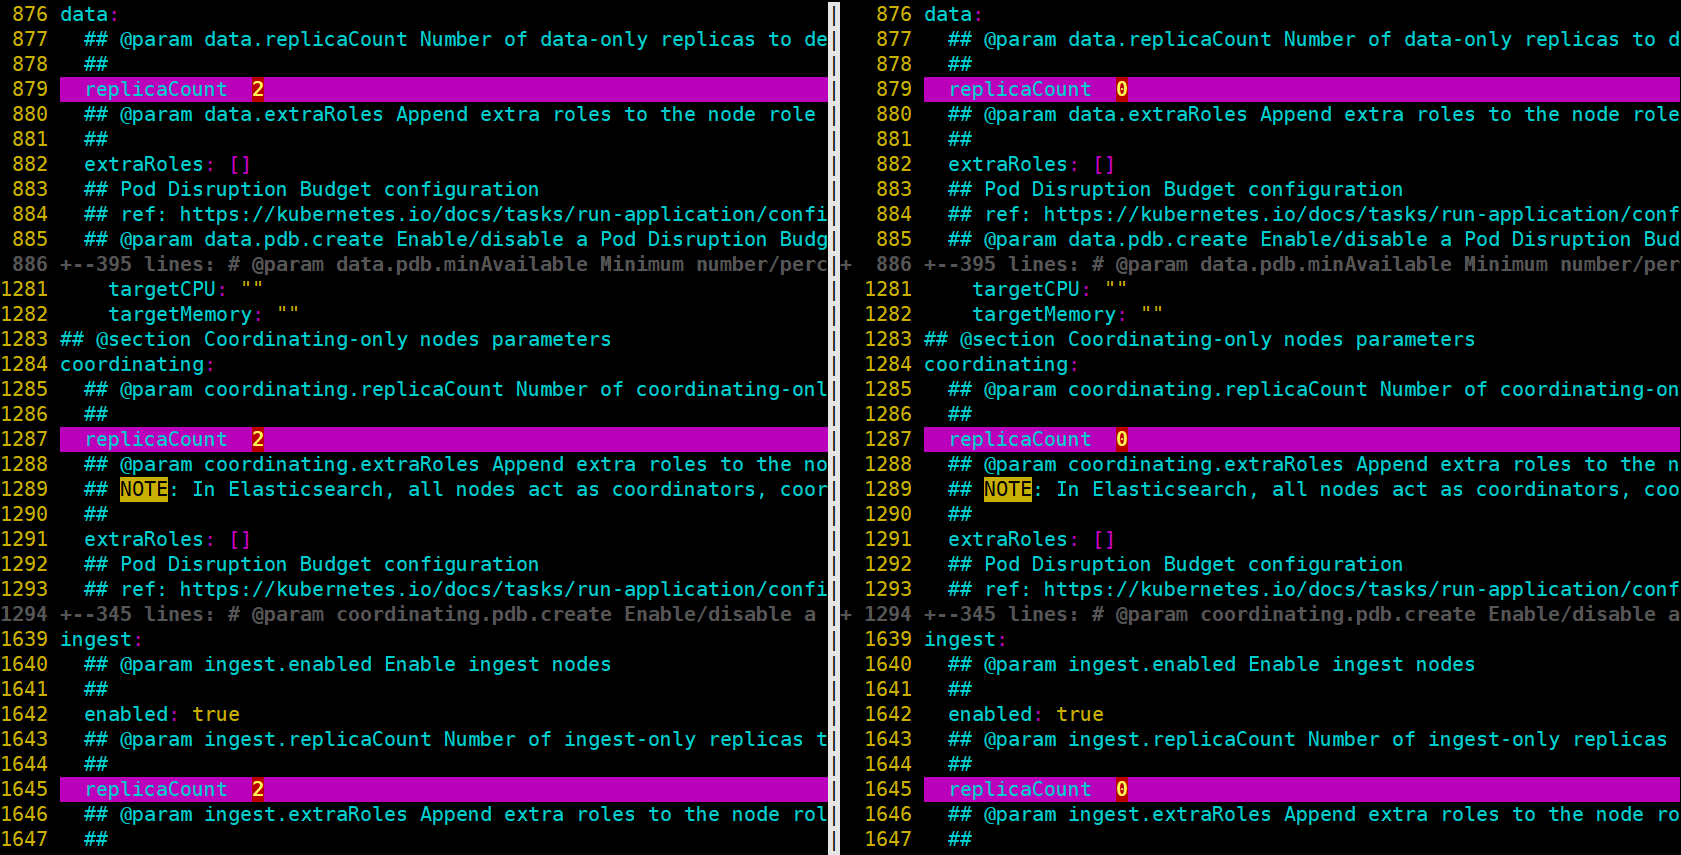 876 data:
877   ## @param data.replicaCount Number of data-only replicas to de
878   ##
879   replicaCount  2
880   ## @param data.extraRoles Append extra roles to the node role
881   ##
882   extraRoles: []
883   ## Pod Disruption Budget configuration
884   ## ref: https://kubernetes.io/docs/tasks/run-application/confi
885   ## @param data.pdb.create Enable/disable a Pod Disruption Budg
886 +--395 lines: # @param data.pdb.minAvailable Minimum number/perc
1281     targetCPU: ""
1282     targetMemory: ""
1283 ## @section Coordinating-only nodes parameters
1284 coordinating:
1285   ## @param coordinating.replicaCount Number of coordinating-onl
1286   ##
1287   replicaCount  2
1288   ## @param coordinating.extraRoles Append extra roles to the no
1289   ## NOTE: In Elasticsearch, all nodes act as coordinators, coor
1290   ##
1291   extraRoles: []
1292   ## Pod Disruption Budget configuration
1293   ## ref: https://kubernetes.io/docs/tasks/run-application/confi
1294 +--345 lines: # @param coordinating.pdb.create Enable/disable a
1639 ingest:
1640   ## @param ingest.enabled Enable ingest nodes
1641   ##
1642   enabled: true
1643   ## @param ingest.replicaCount Number of ingest-only replicas t
1644   ##
1645   replicaCount  2
1646   ## @param ingest.extraRoles Append extra roles to the node rol
1647   ##
876 data:
877   ## @param data.replicaCount Number of data-only replicas to d
878   ##
879   replicaCount  0
880   ## @param data.extraRoles Append extra roles to the node role
881   ##
882   extraRoles: []
883   ## Pod Disruption Budget configuration
884   ## ref: https://kubernetes.io/docs/tasks/run-application/conf
885   ## @param data.pdb.create Enable/disable a Pod Disruption Bud
+ 886 +--395 lines: # @param data.pdb.minAvailable Minimum number/per
1281     targetCPU: ""
1282     targetMemory: ""
1283 ## @section Coordinating-only nodes parameters
1284 coordinating:
1285   ## @param coordinating.replicaCount Number of coordinating-on
1286   ##
1287   replicaCount  0
1288   ## @param coordinating.extraRoles Append extra roles to the n
1289   ## NOTE: In Elasticsearch, all nodes act as coordinators, coo
1290   ##
1291   extraRoles: []
1292   ## Pod Disruption Budget configuration
1293   ## ref: https://kubernetes.io/docs/tasks/run-application/conf
+ 1294 +--345 lines: # @param coordinating.pdb.create Enable/disable a
1639 ingest:
1640   ## @param ingest.enabled Enable ingest nodes
1641   ##
1642   enabled: true
1643   ## @param ingest.replicaCount Number of ingest-only replicas
1644   ##
1645   replicaCount  0
1646   ## @param ingest.extraRoles Append extra roles to the node ro
1647   ##